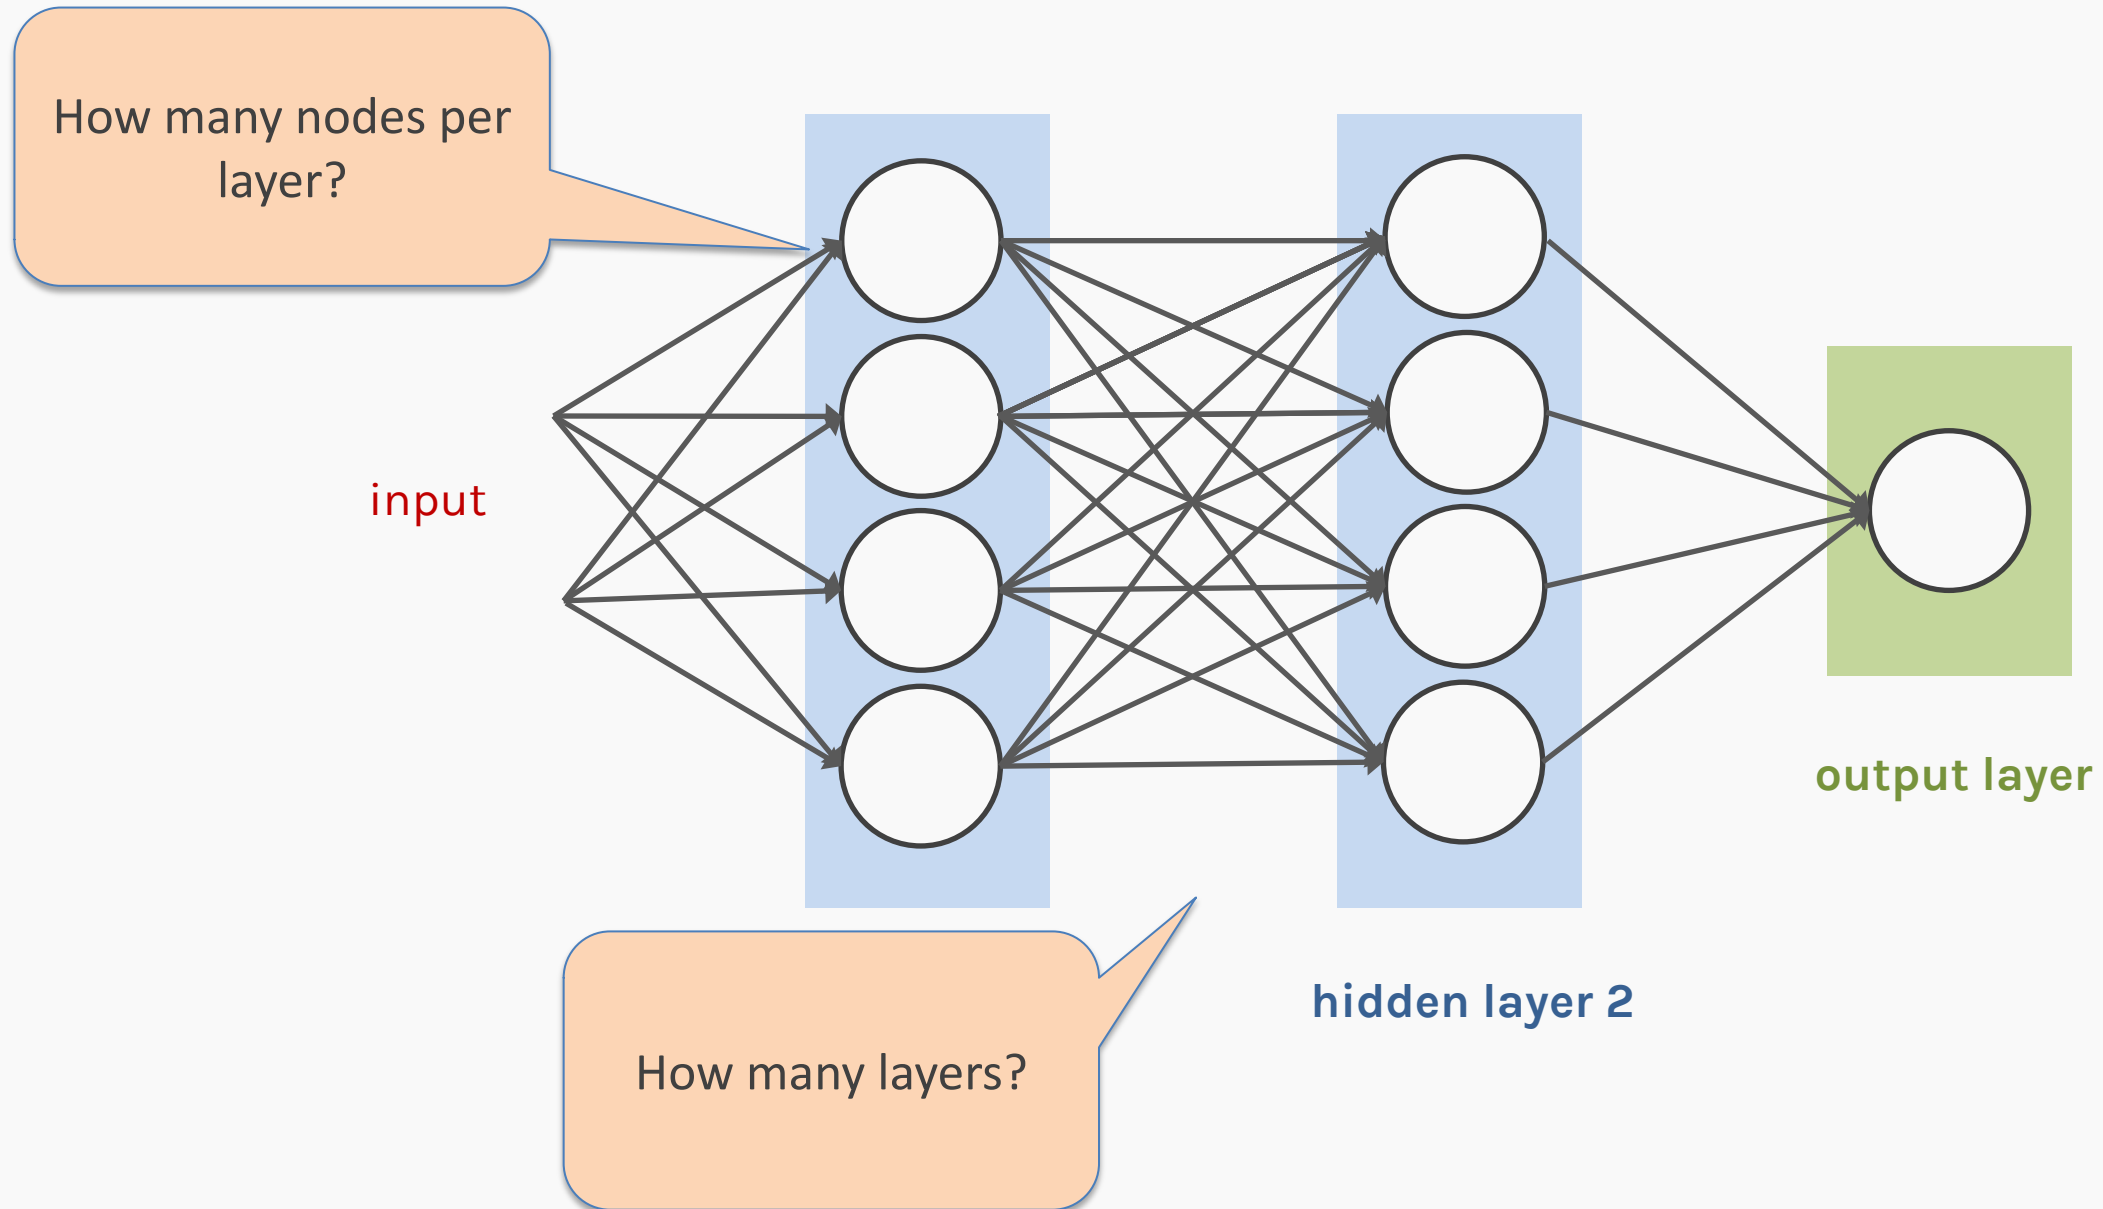 How many nodes per
layer?
input
output layer
hidden layer 2
How many layers?